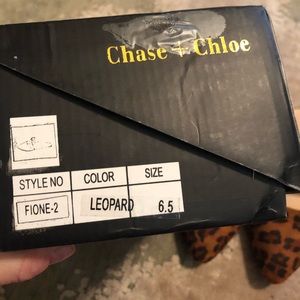 Chase + Chloe
STYLE NO COLOR SIZE
FIONE-2 LEOPARD 6.5